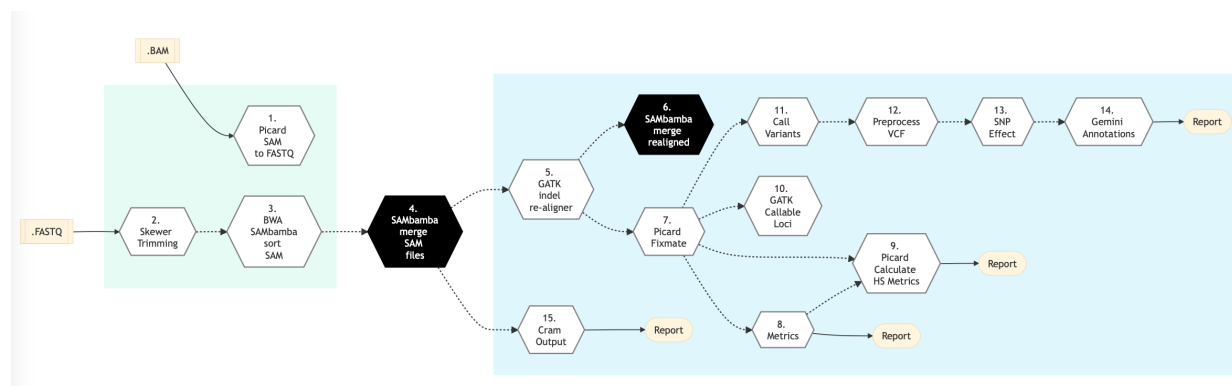 .BAM
1.
Picard
SAM
to FASTQ
.FASTQ
2.
Skewer
Trimming
3.
BWA
SAMbamba
sort
SAM
4.
SAMbamba
merge
SAM
files
5.
GATK
indel
re-aligner
6.
SAMbamba
merge
realigned
7.
Picard
Fixmate
11.
Call
Variants
12.
Preprocess
VCF
13.
SNP
Effect
14.
Gemini
Annotations
Report
10.
GATK
Callable
Loci
9.
Picard
Calculate
HS Metrics
Report
8.
Metrics
Report
15.
Cram
Output
Report